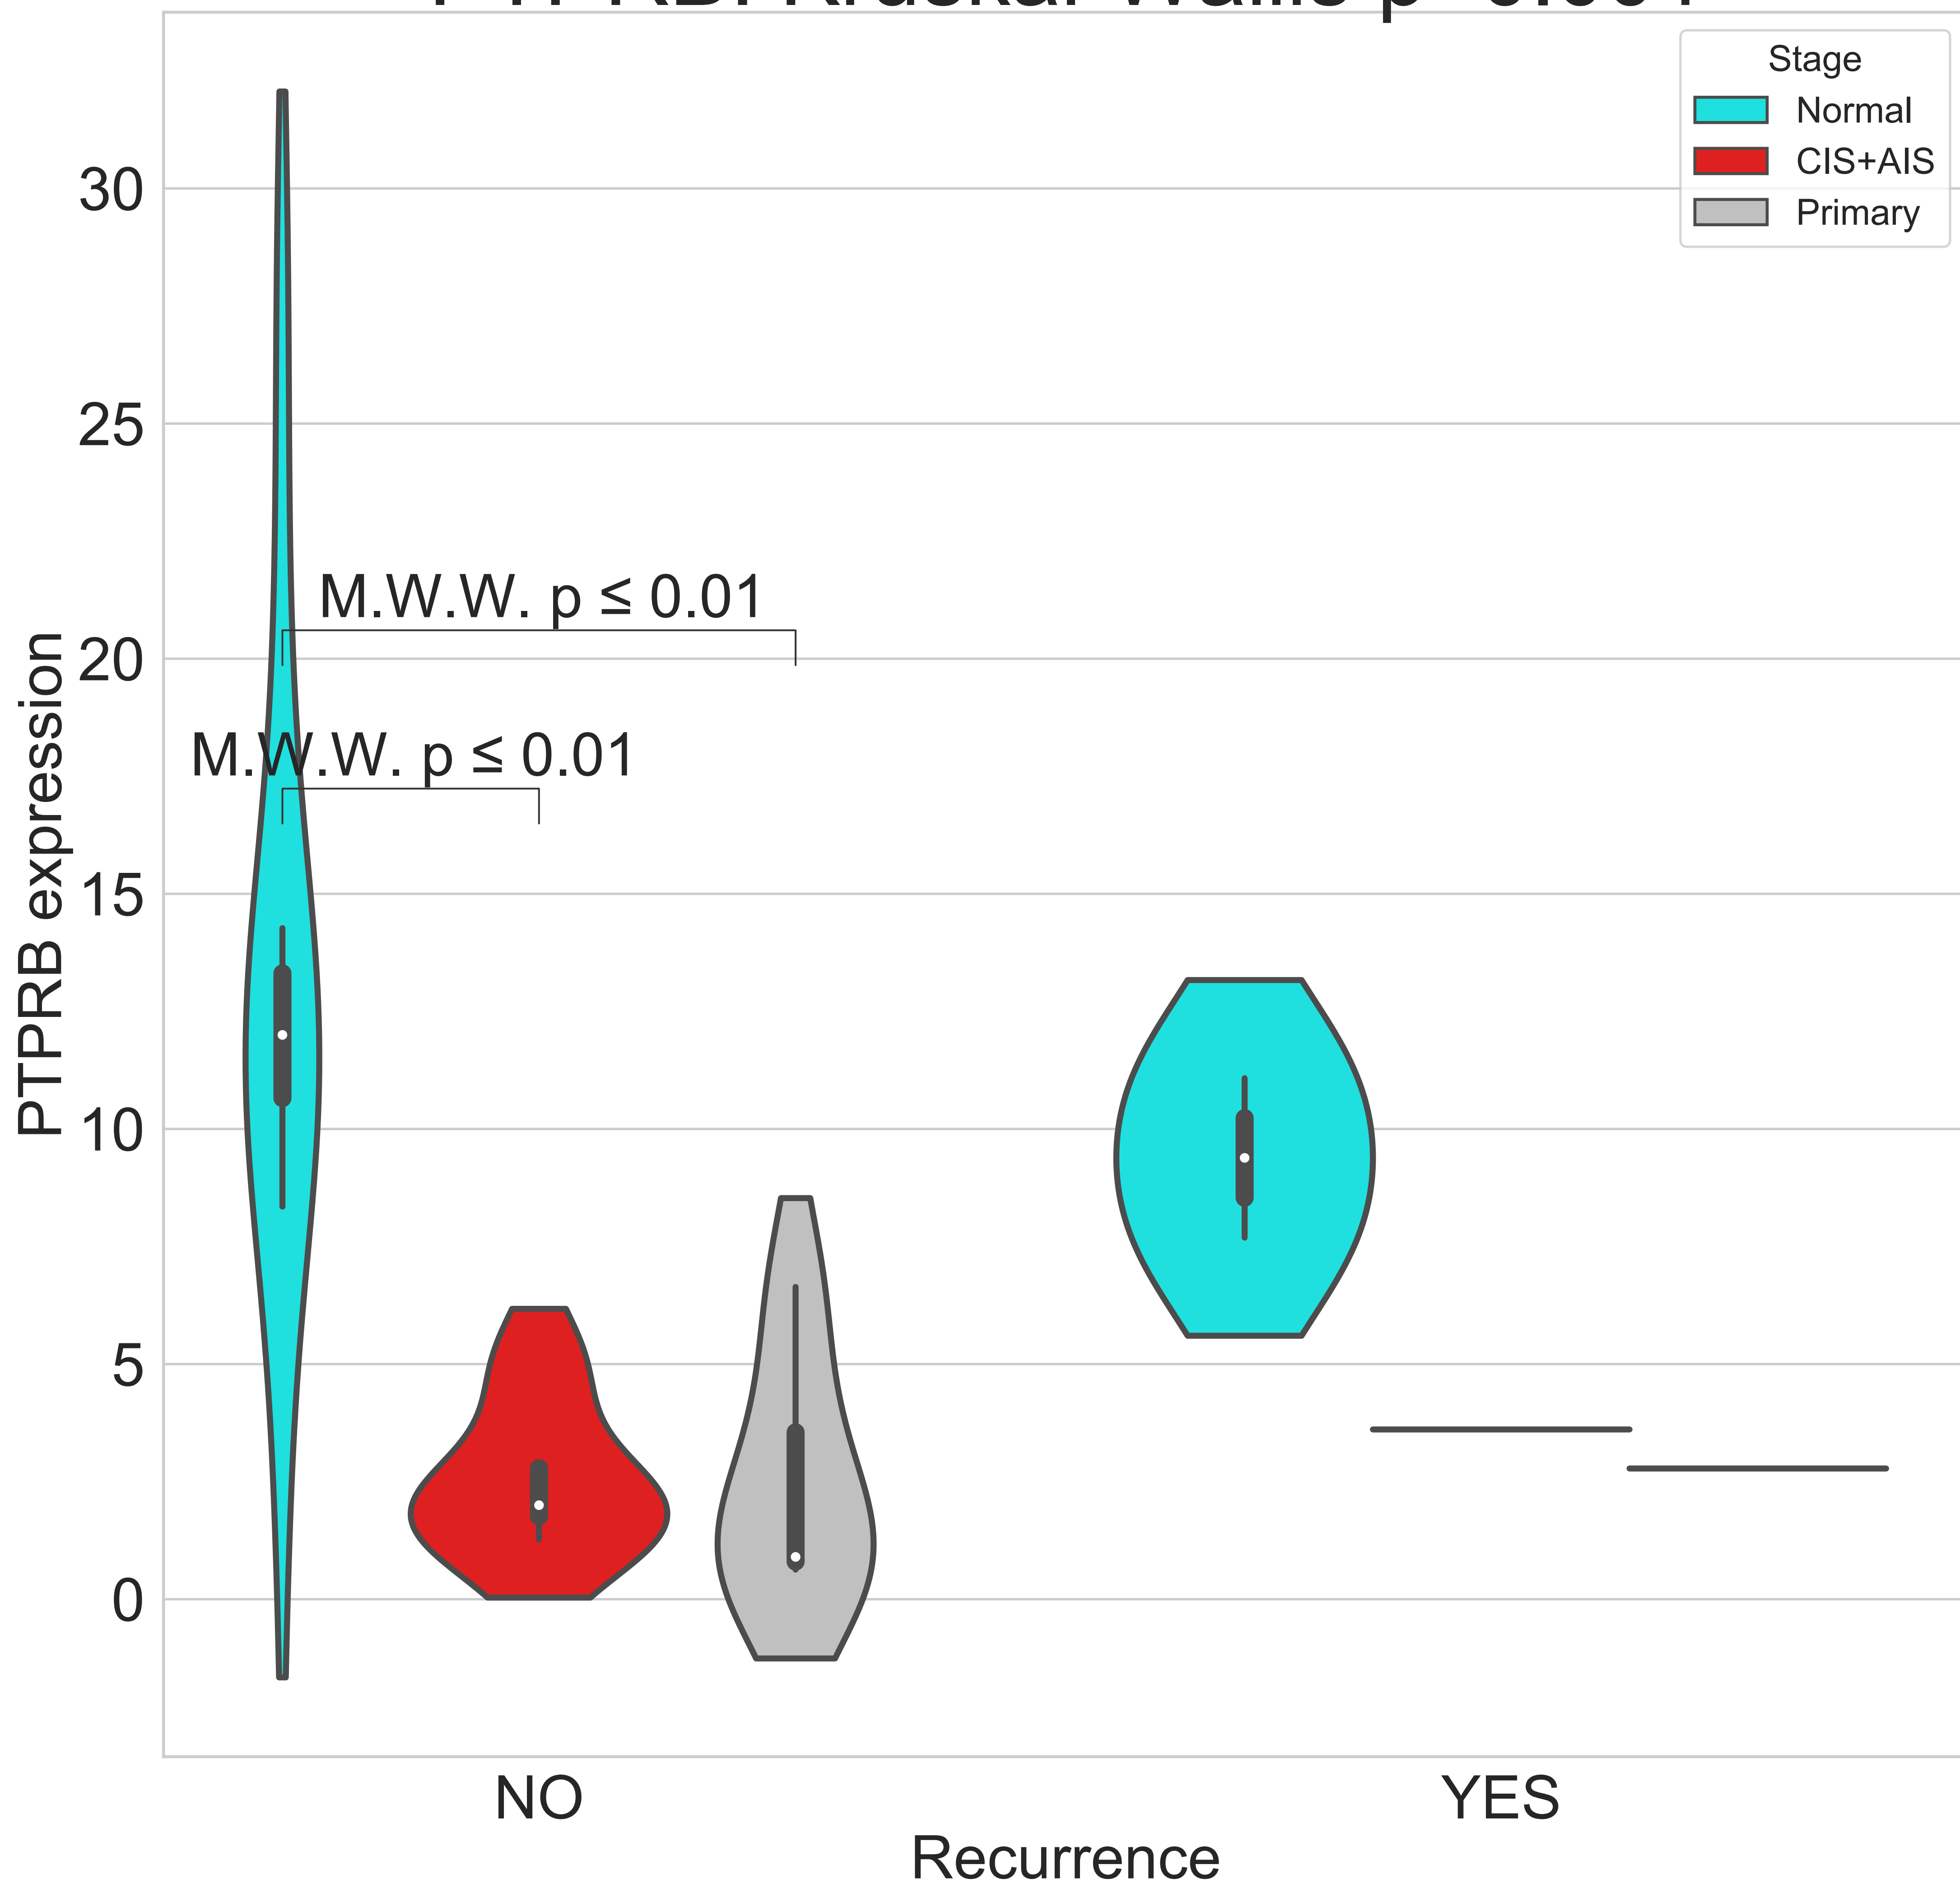 Stage
Normal
CIS+AIS
Primary
30
25
20
15
10
5
0
PTPRB expression
M.W.W. p ≤ 0.01
M.W.W. p ≤ 0.01
NO
YES
Recurrence